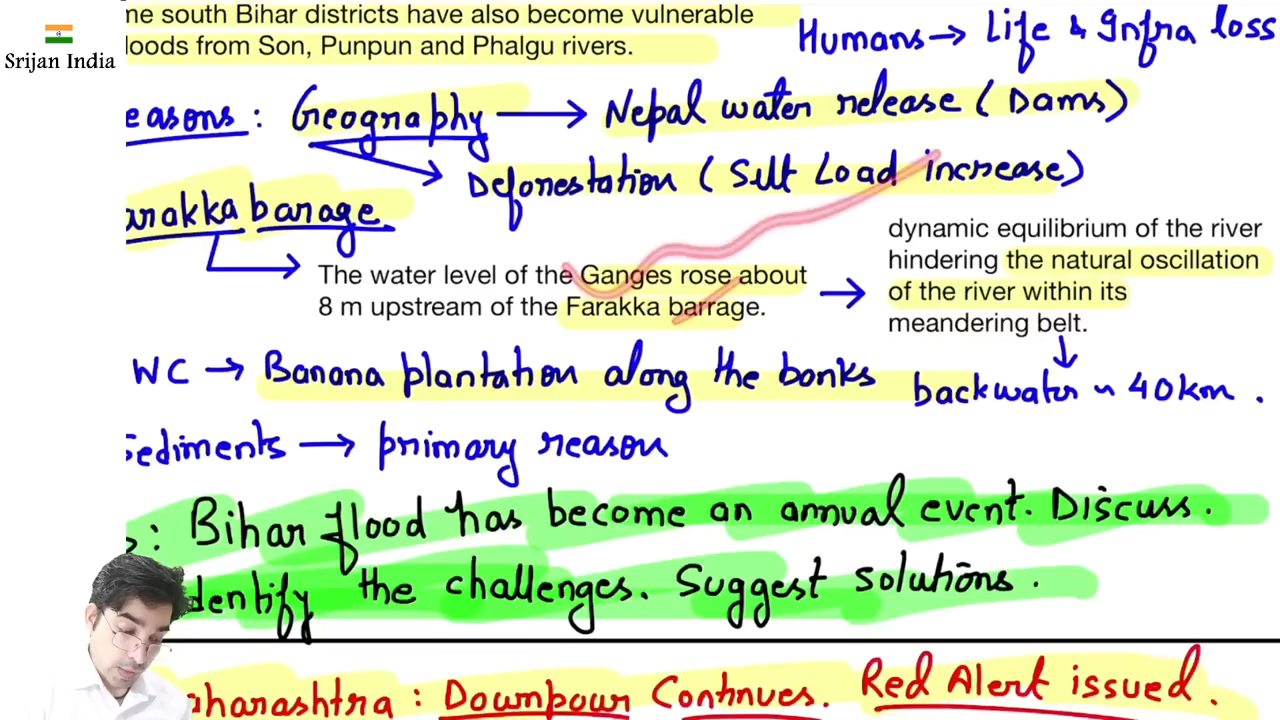 me south Bihar districts have also become vulnerable
loods from Son, Punpun and Phalgu rivers.
Humans → Life & Infra loss
Srijan India
easons : Geography → Nepal water release (Dams)
Deforestation (Silt Load increase)
arakka barage
The water level of the Ganges rose about
8 m upstream of the Farakka barrage.
dynamic equilibrium of the river
hindering the natural oscillation
of the river within its
meandering belt.
WC → Banana plantation along the banks
backwater ~ 40km.
Sediments → primary reason
s: Bihar flood has become an annual event. Discuss.
dentify the challenges. Suggest solutions.
aharashtra : Downpour Continues. Red Alert issued.